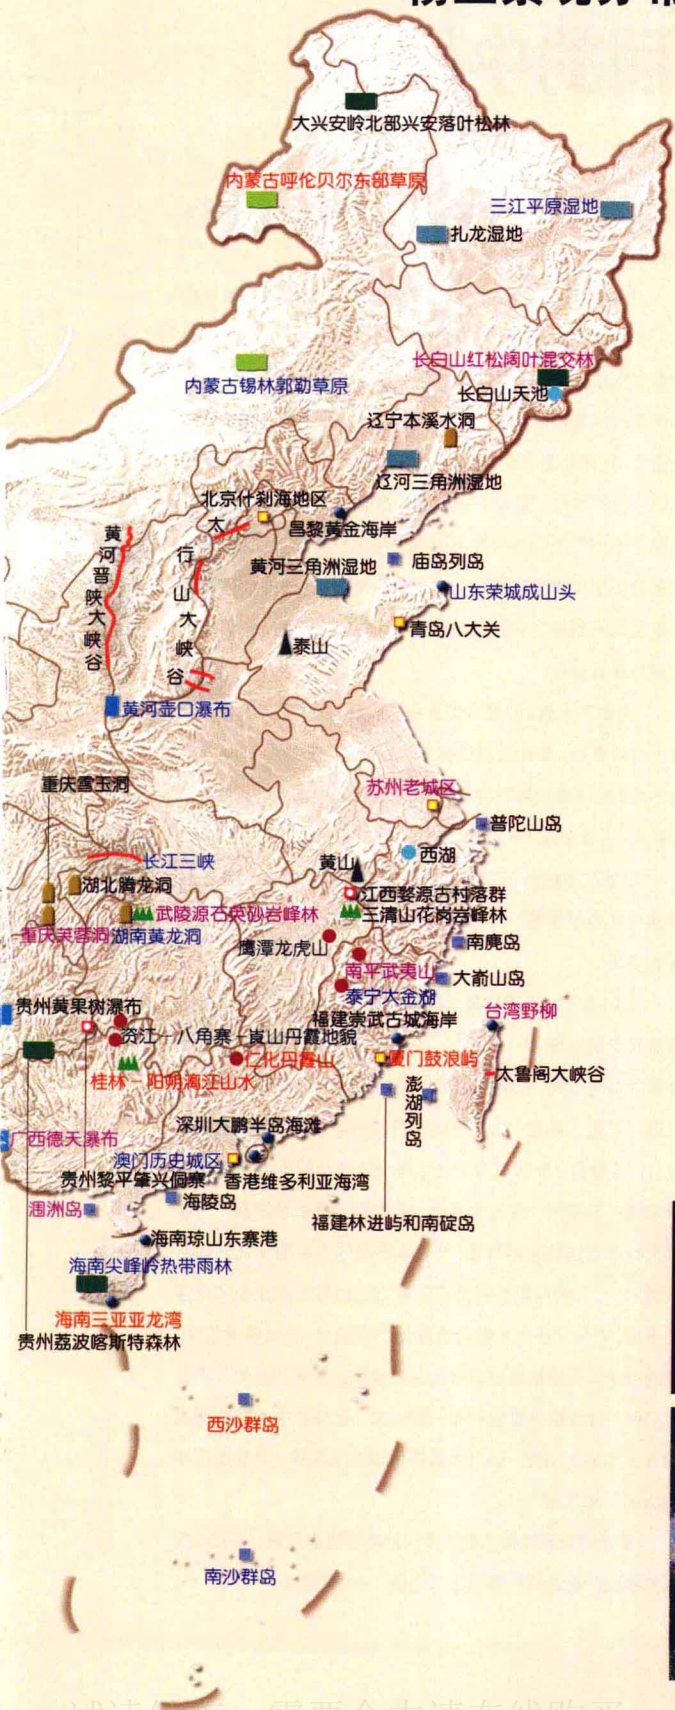 大兴安岭北部兴安落叶松林
内蒙古呼伦贝尔东部草原
三江平原湿地
扎龙湿地
长白山红松阔叶混交林
内蒙古锡林郭勒草原
长白山天池
辽宁本溪水洞
辽河三角洲湿地
北京什刹海地区
昌黎黄金海岸
太行山大峡谷
黄河晋陕大峡谷
庙岛列岛
黄河三角洲湿地
山东荣城成山头
青岛八大关
泰山
黄河壶口瀑布
重庆雪玉洞
苏州老城区
普陀山岛
西湖
长江三峡
黄山
湖北腾龙洞
江西婺源古村落群
武陵源石英砂岩峰林
三清山花岗岩峰林
重庆芙蓉洞
湖南黄龙洞
鹰潭龙虎山
南麂岛
南平武夷山
大嵛山岛
泰宁大金湖
贵州黄果树瀑布
台湾野柳
福建崇武古城海岸
资江－八角寨－崀山丹霞地貌
仁化丹霞山
厦门鼓浪屿
太鲁阁大峡谷
桂林－阳朔漓江山水
澎湖列岛
深圳大鹏半岛海滩
广西德天瀑布
澳门历史城区
贵州黎平肇兴侗寨
香港维多利亚海湾
海陵岛
涠洲岛
福建林进屿和南碇岛
海南琼山东寨港
海南尖峰岭热带雨林
海南三亚亚龙湾
贵州荔波喀斯特森林
西沙群岛
南沙群岛